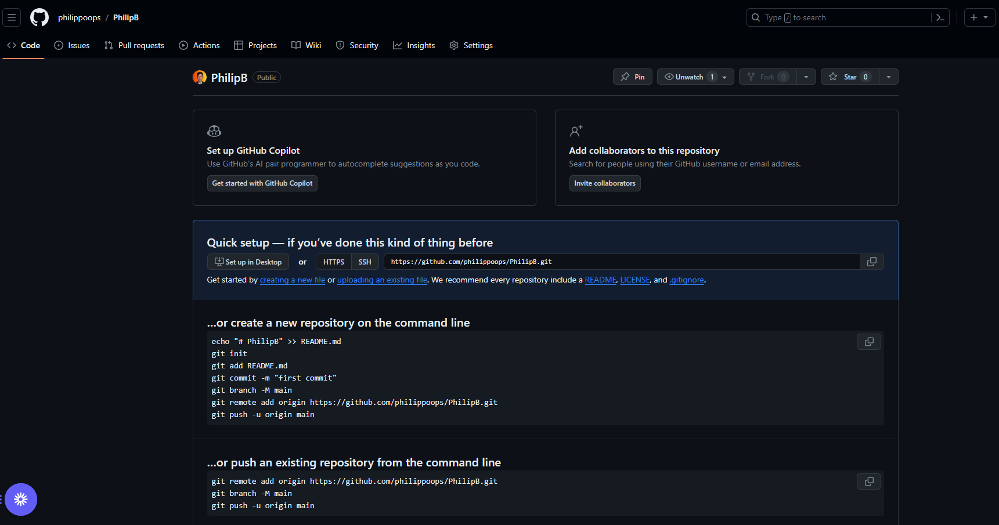 philippoops / PhilipB
Type / to search
Code Issues Pull requests Actions Projects Wiki Security Insights Settings
PhilipB Public
Pin Unwatch 1 Fork 0 Star 0
Set up GitHub Copilot
Use GitHub's AI pair programmer to autocomplete suggestions as you code.
Get started with GitHub Copilot
Add collaborators to this repository
Search for people using their GitHub username or email address.
Invite collaborators
Quick setup — if you’ve done this kind of thing before
Set up in Desktop or HTTPS SSH https://github.com/philippoops/PhilipB.git
Get started by creating a new file or uploading an existing file. We recommend every repository include a README, LICENSE, and .gitignore.
…or create a new repository on the command line
echo "# PhilipB" >> README.md
git init
git add README.md
git commit -m "first commit"
git branch -M main
git remote add origin https://github.com/philippoops/PhilipB.git
git push -u origin main
…or push an existing repository from the command line
git remote add origin https://github.com/philippoops/PhilipB.git
git branch -M main
git push -u origin main